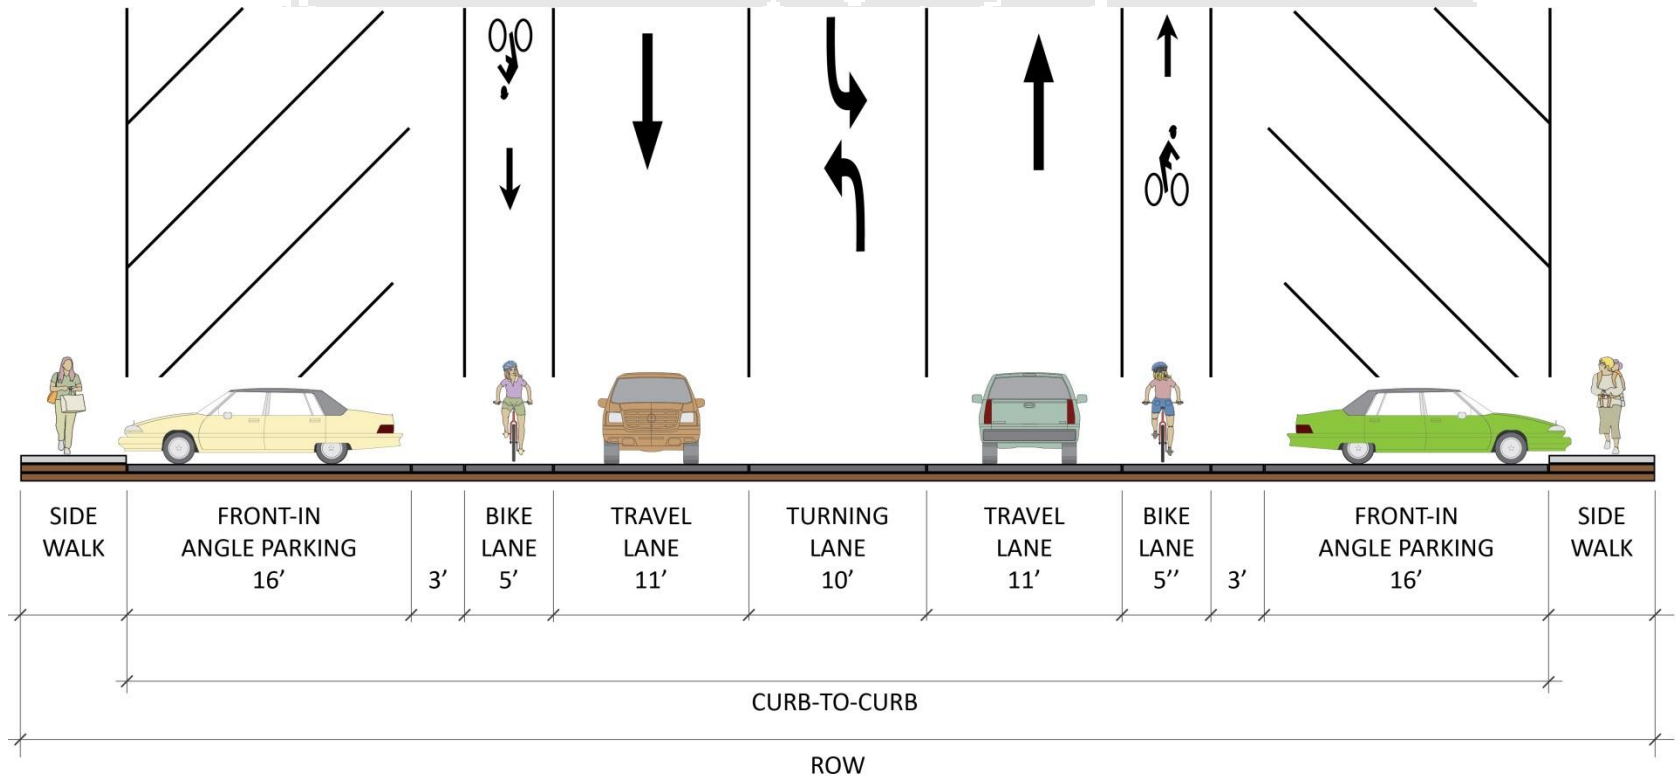 SIDE
WALK
FRONT-IN
ANGLE PARKING
16’
3’
BIKE
LANE
5’
TRAVEL
LANE
11’
TURNING
LANE
10’
TRAVEL
LANE
11’
BIKE
LANE
5’’
3’
FRONT-IN
ANGLE PARKING
16’
SIDE
WALK
CURB-TO-CURB
ROW